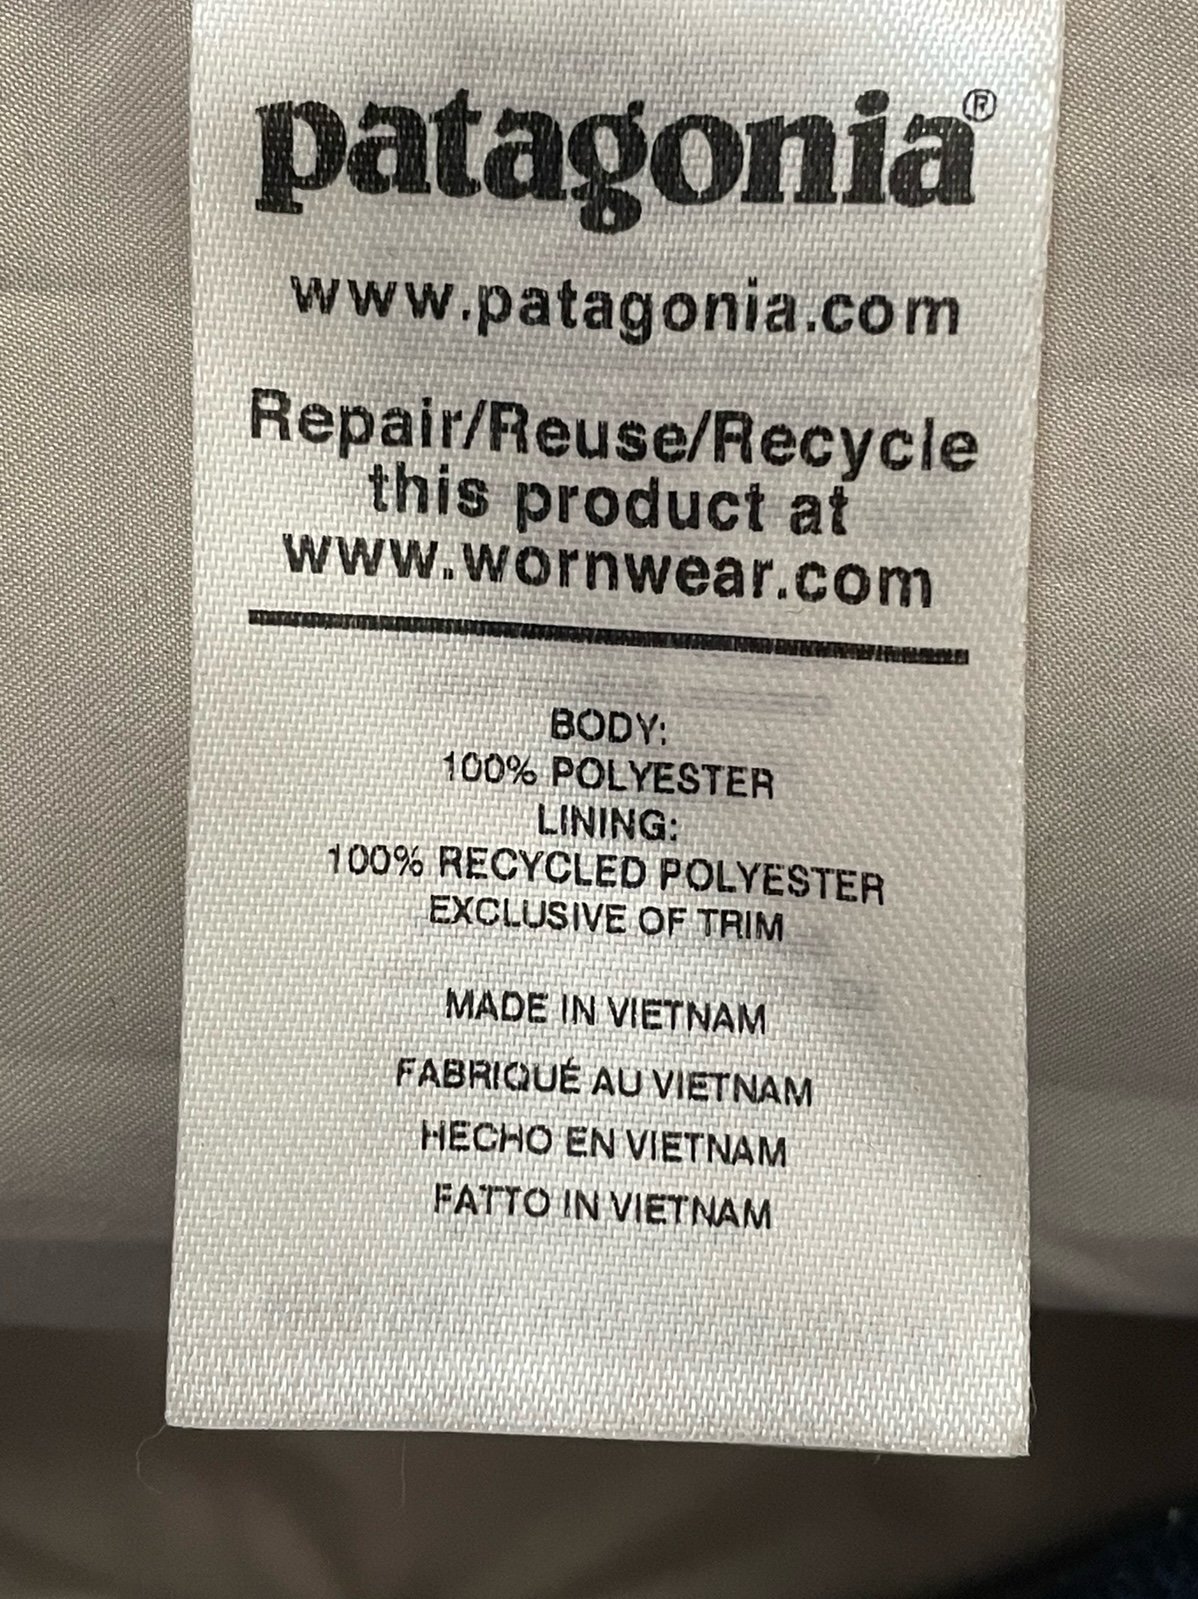 patagonia®
www.patagonia.com
Repair/Reuse/Recycle
this product at
www.wornwear.com
BODY:
100% POLYESTER
LINING:
100% RECYCLED POLYESTER
EXCLUSIVE OF TRIM
MADE IN VIETNAM
FABRIQUÉ AU VIETNAM
HECHO EN VIETNAM
FATTO IN VIETNAM